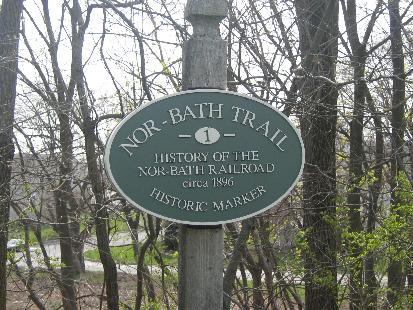 NOR-BATH TRAIL
1
HISTORY OF THE
NOR-BATH RAILROAD
circa 1896
HISTORIC MARKER